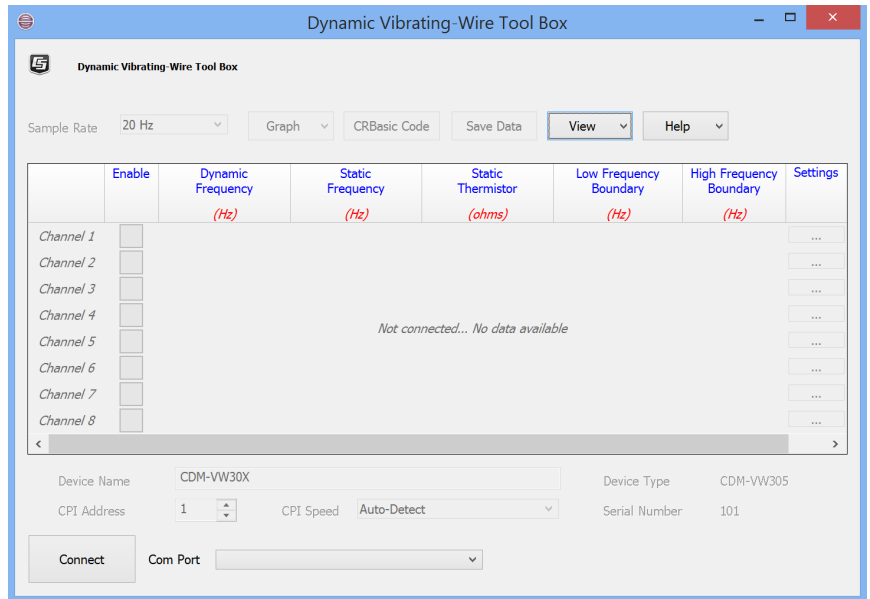 Dynamic Vibrating-Wire Tool Box
Dynamic Vibrating-Wire Tool Box
Sample Rate 20 Hz Graph CRBasic Code Save Data View Help
Enable Dynamic Frequency (Hz) Static Frequency (Hz) Static Thermistor (ohms) Low Frequency Boundary (Hz) High Frequency Boundary (Hz) Settings
Channel 1 ...
Channel 2 ...
Channel 3 ...
Channel 4 ...
Not connected... No data available
Channel 5 ...
Channel 6 ...
Channel 7 ...
Channel 8 ...
Device Name CDM-VW30X Device Type CDM-VW305
CPI Address 1 CPI Speed Auto-Detect Serial Number 101
Connect Com Port